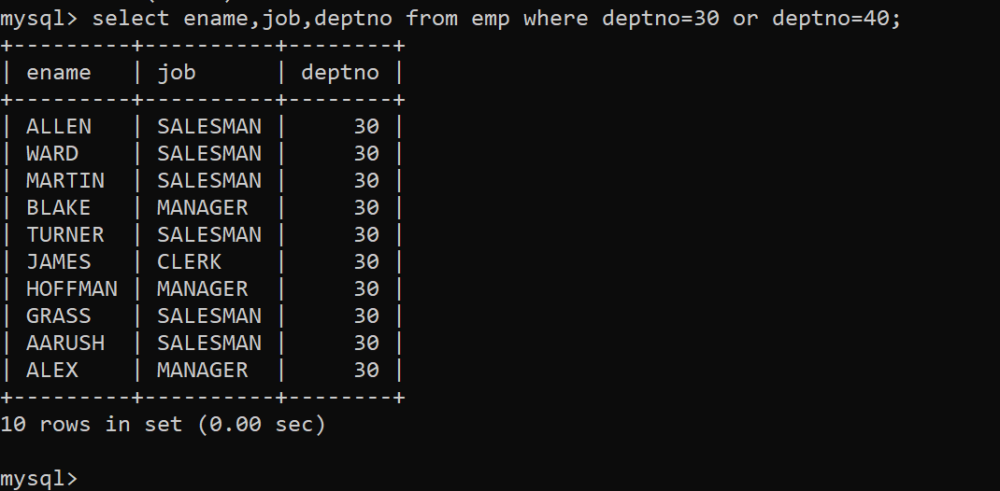 mysql> select ename,job,deptno from emp where deptno=30 or deptno=40;
+---------+----------+--------+
| ename   | job      | deptno |
+---------+----------+--------+
| ALLEN   | SALESMAN |     30 |
| WARD    | SALESMAN |     30 |
| MARTIN  | SALESMAN |     30 |
| BLAKE   | MANAGER  |     30 |
| TURNER  | SALESMAN |     30 |
| JAMES   | CLERK    |     30 |
| HOFFMAN | MANAGER  |     30 |
| GRASS   | SALESMAN |     30 |
| AARUSH  | SALESMAN |     30 |
| ALEX    | MANAGER  |     30 |
+---------+----------+--------+
10 rows in set (0.00 sec)
mysql>